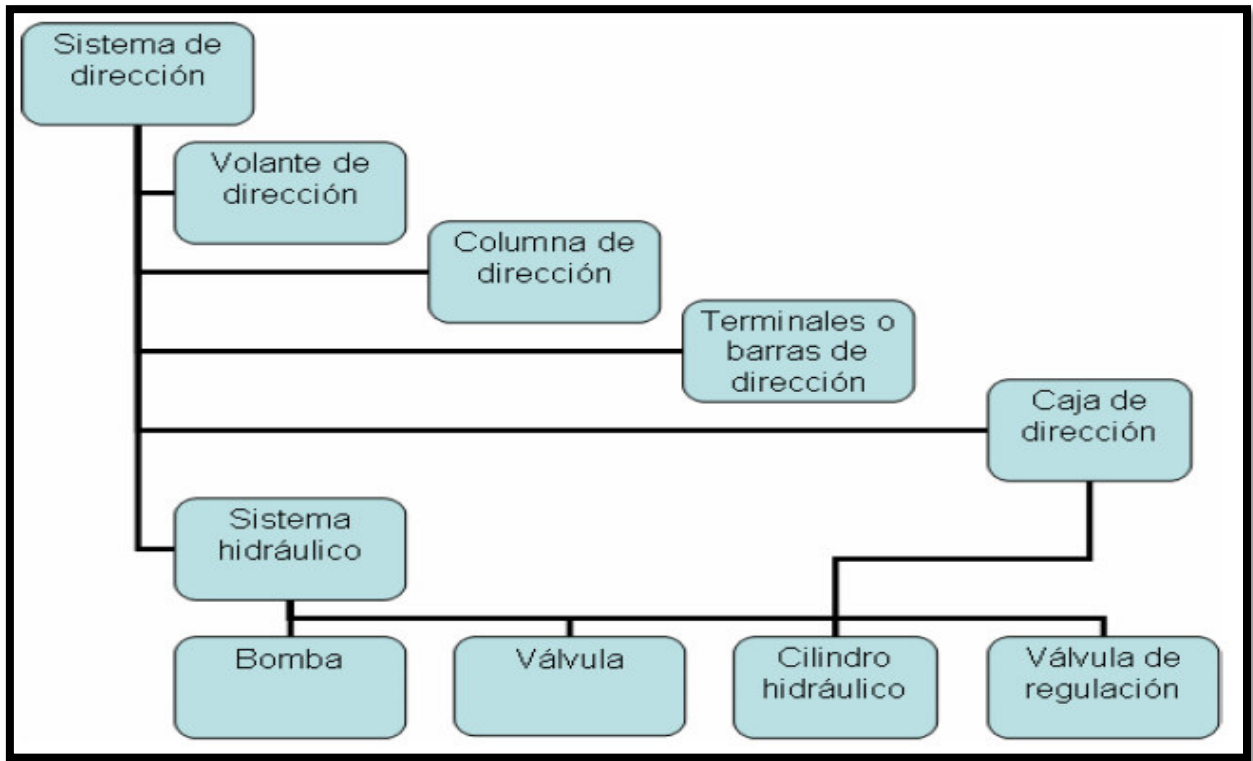 Sistema de
dirección
Volante de
dirección
Columna de
dirección
Terminales o
barras de
dirección
Caja de
dirección
Sistema
hidráulico
Bomba
Válvula
Cilindro
hidráulico
Válvula de
regulación